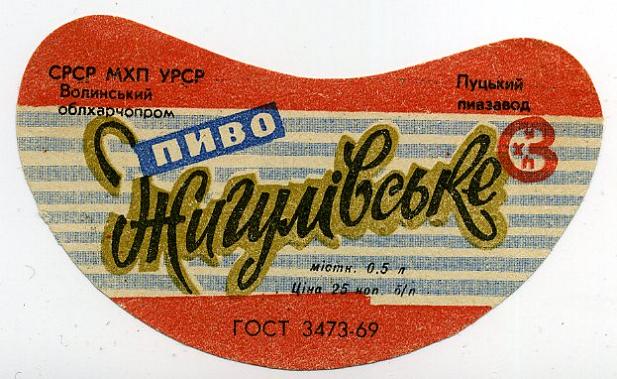 СРСР МХП УРСР
Волинський
облхарчопром
Луцький
пивзавод
ПИВО
Жигулівське
містк. 0.5 л
Ціна 25 коп б/п
ГОСТ 3473-69